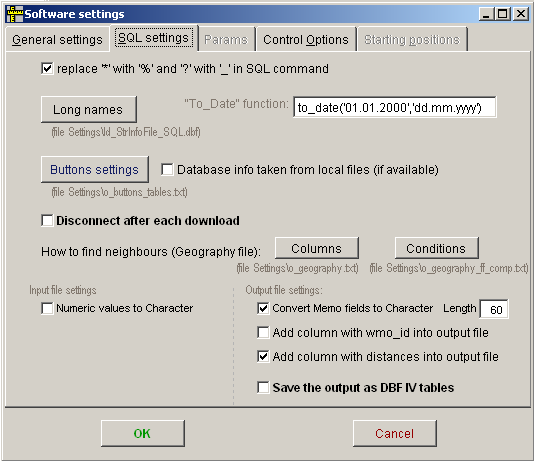 Software settings
General settings SQL settings Params Control Options Starting positions
replace '*' with '%' and '?' with '_' in SQL command
Long names "To_Date" function: to_date('01.01.2000','dd.mm.yyyy')
(file Settings\ld_StrInfoFile_SQL.dbf)
Buttons settings Database info taken from local files (if available)
(file Settings\o_buttons_tables.txt)
Disconnect after each download
How to find neighbours (Geography file): Columns Conditions
(file Settings\o_geography.txt) (file Settings\o_geography_ff_comp.txt)
Input file settings Output file settings:
Numeric values to Character Convert Memo fields to Character Length 60
Add column with wmo_id into output file
Add column with distances into output file
Save the output as DBF IV tables
OK Cancel